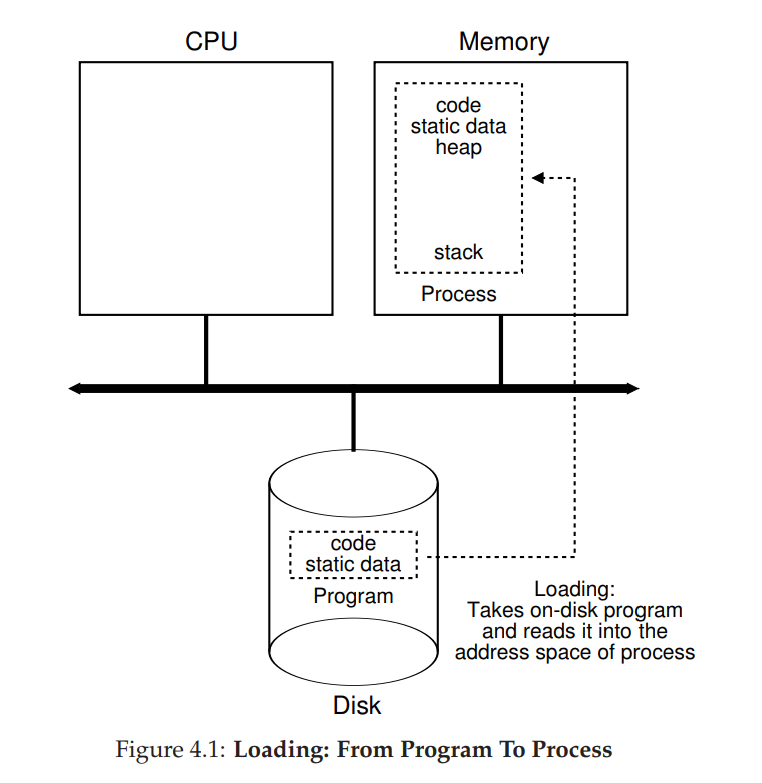 CPU
Memory
code
static data
heap
stack
Process
code
static data
Program
Loading:
Takes on-disk program
and reads it into the
address space of process
Disk
Figure 4.1: Loading: From Program To Process